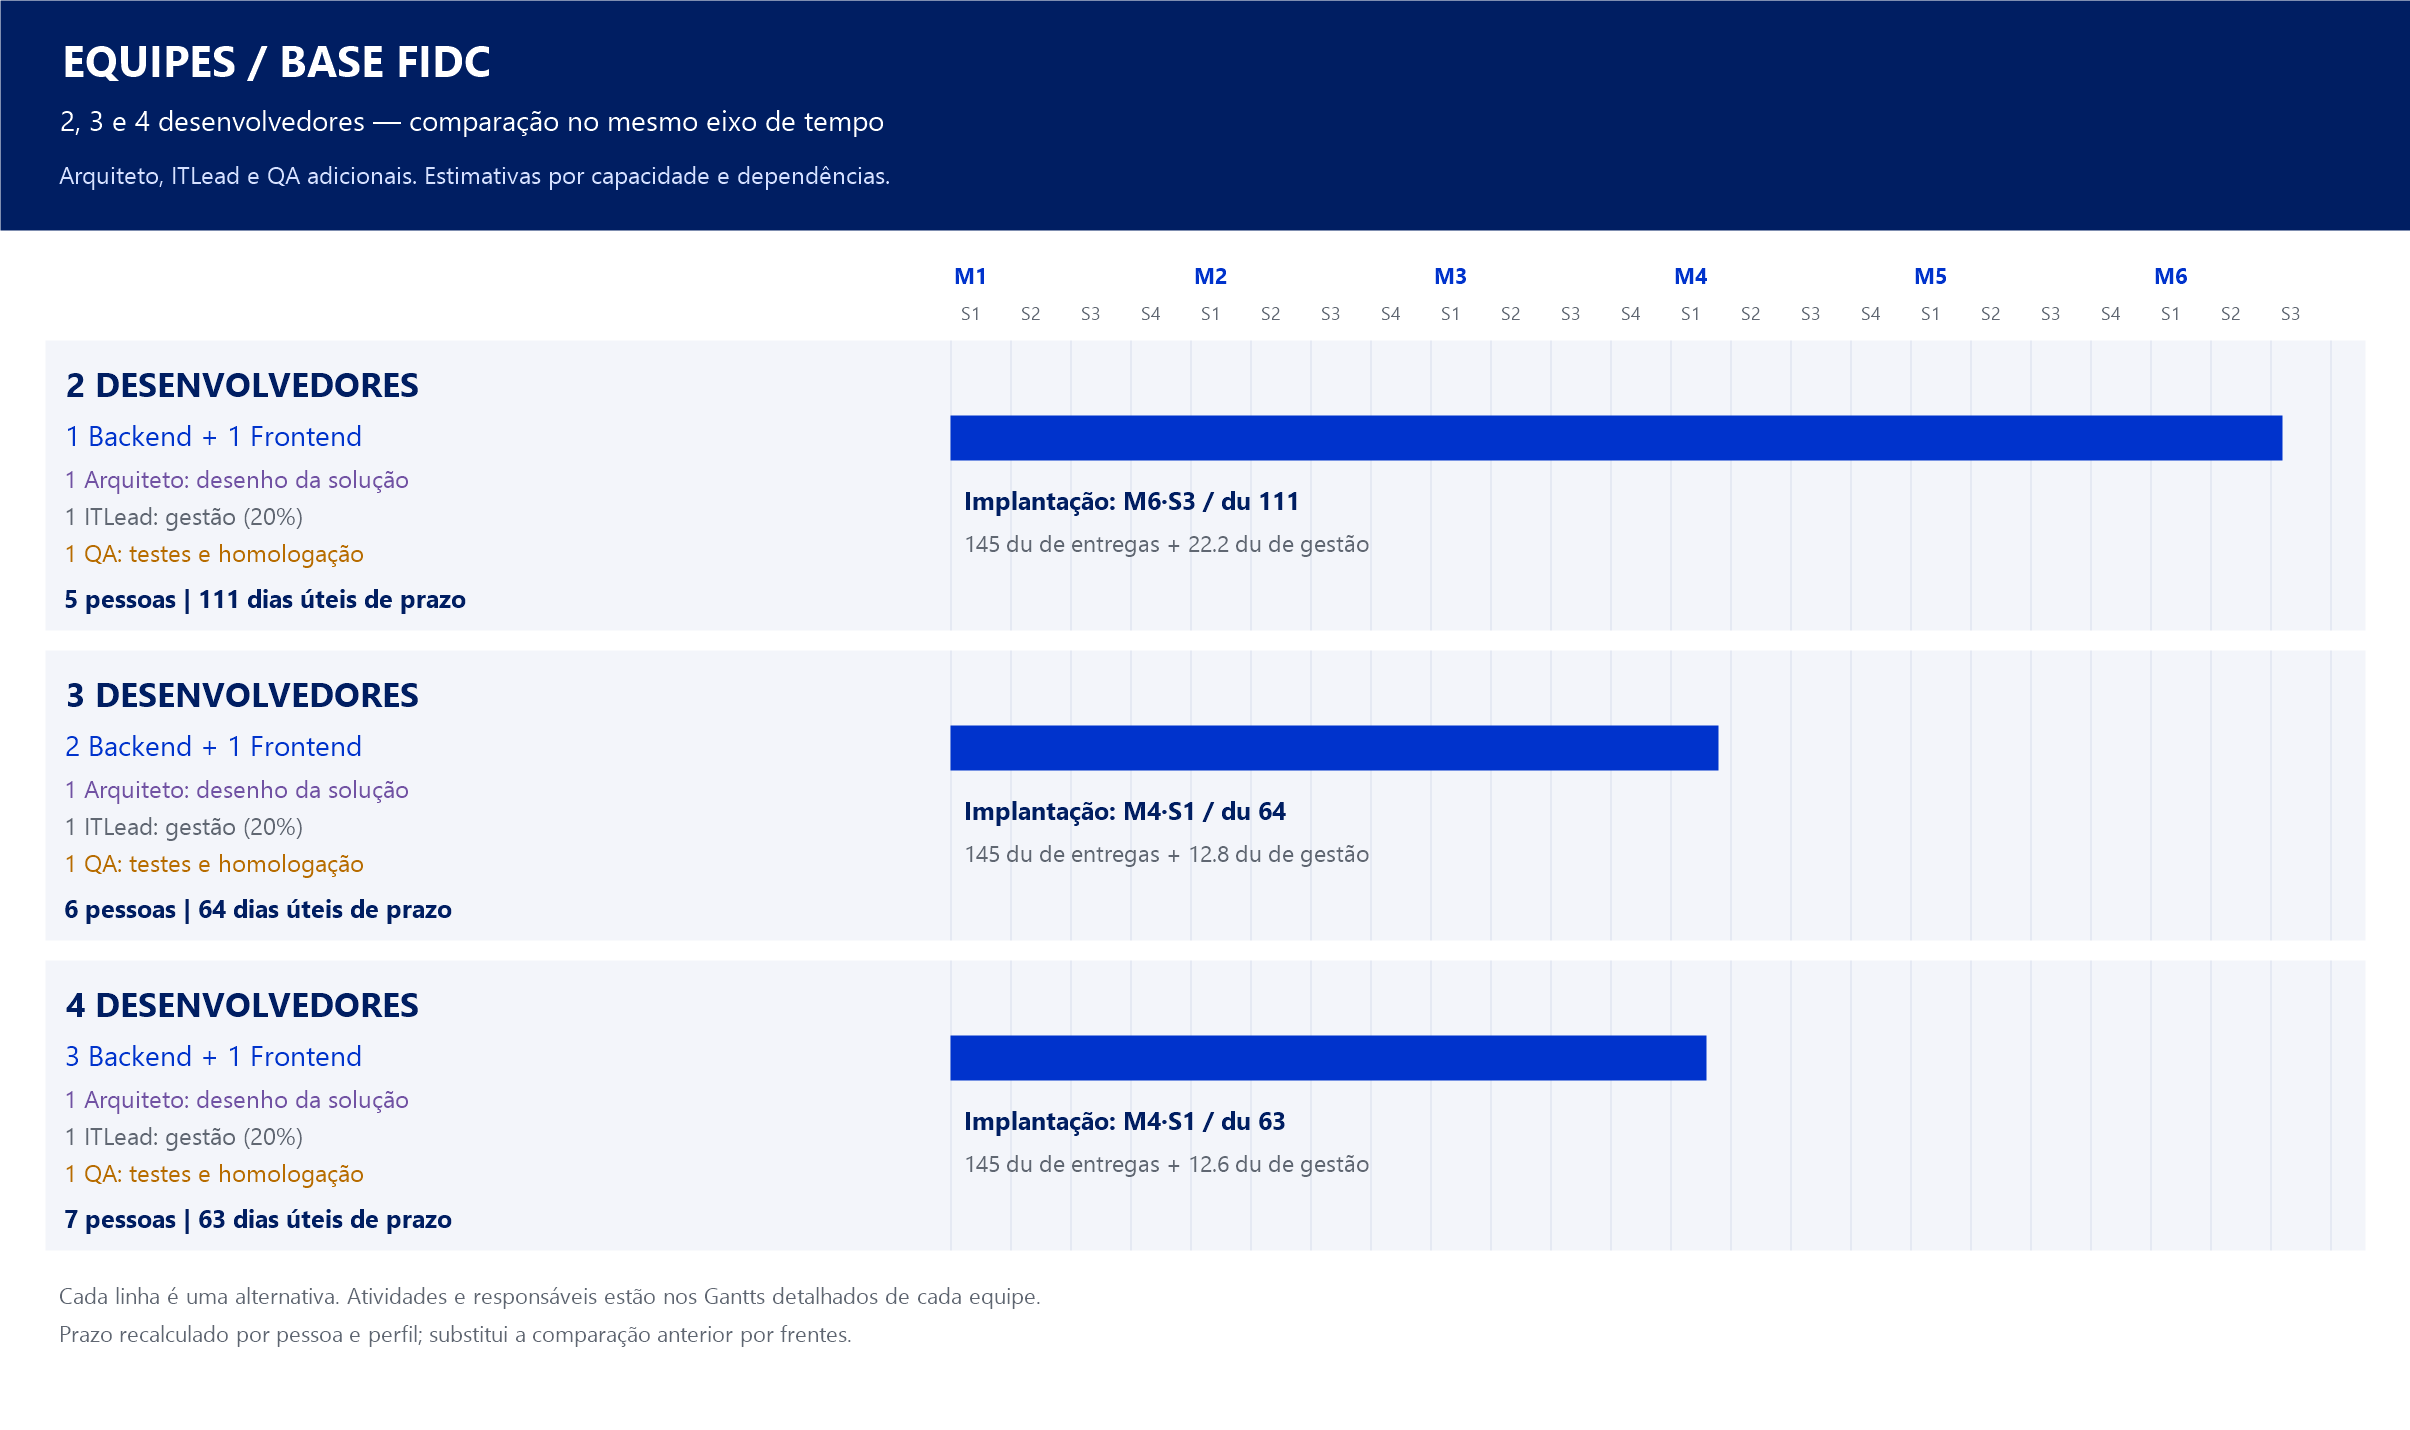 EQUIPES / BASE FIDC
2, 3 e 4 desenvolvedores — comparação no mesmo eixo de tempo
Arquiteto, ITLead e QA adicionais. Estimativas por capacidade e dependências.
M1 M2 M3 M4 M5 M6
S1 S2 S3 S4 S1 S2 S3 S4 S1 S2 S3 S4 S1 S2 S3 S4 S1 S2 S3 S4 S1 S2 S3
2 DESENVOLVEDORES
1 Backend + 1 Frontend
1 Arquiteto: desenho da solução
1 ITLead: gestão (20%)
1 QA: testes e homologação
5 pessoas | 111 dias úteis de prazo
Implantação: M6·S3 / du 111
145 du de entregas + 22.2 du de gestão
3 DESENVOLVEDORES
2 Backend + 1 Frontend
1 Arquiteto: desenho da solução
1 ITLead: gestão (20%)
1 QA: testes e homologação
6 pessoas | 64 dias úteis de prazo
Implantação: M4·S1 / du 64
145 du de entregas + 12.8 du de gestão
4 DESENVOLVEDORES
3 Backend + 1 Frontend
1 Arquiteto: desenho da solução
1 ITLead: gestão (20%)
1 QA: testes e homologação
7 pessoas | 63 dias úteis de prazo
Implantação: M4·S1 / du 63
145 du de entregas + 12.6 du de gestão
Cada linha é uma alternativa. Atividades e responsáveis estão nos Gantts detalhados de cada equipe.
Prazo recalculado por pessoa e perfil; substitui a comparação anterior por frentes.